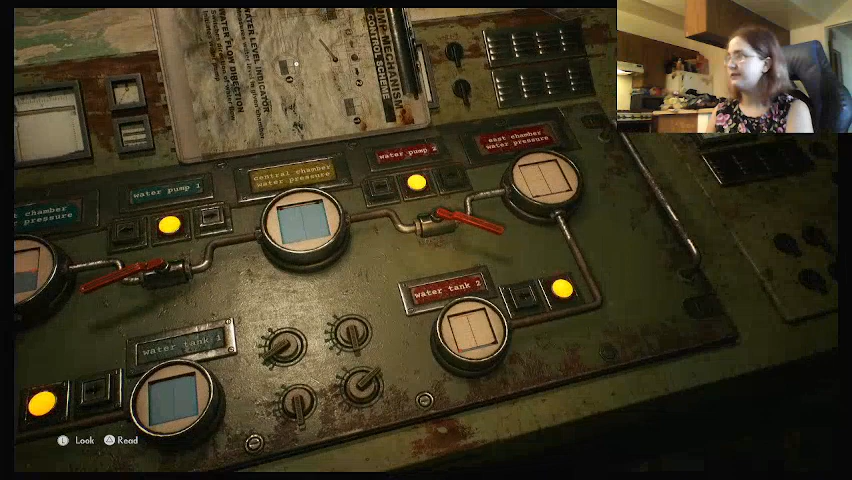 MP MECHANISM
CONTROL SCHEME
WATER LEVEL INDICATOR
WATER FLOW DIRECTION
east chamber
water pressure
water pump 2
central chamber
water pressure
water pump 1
chamber
pressure
water tank 2
water tank 1
Look
Read